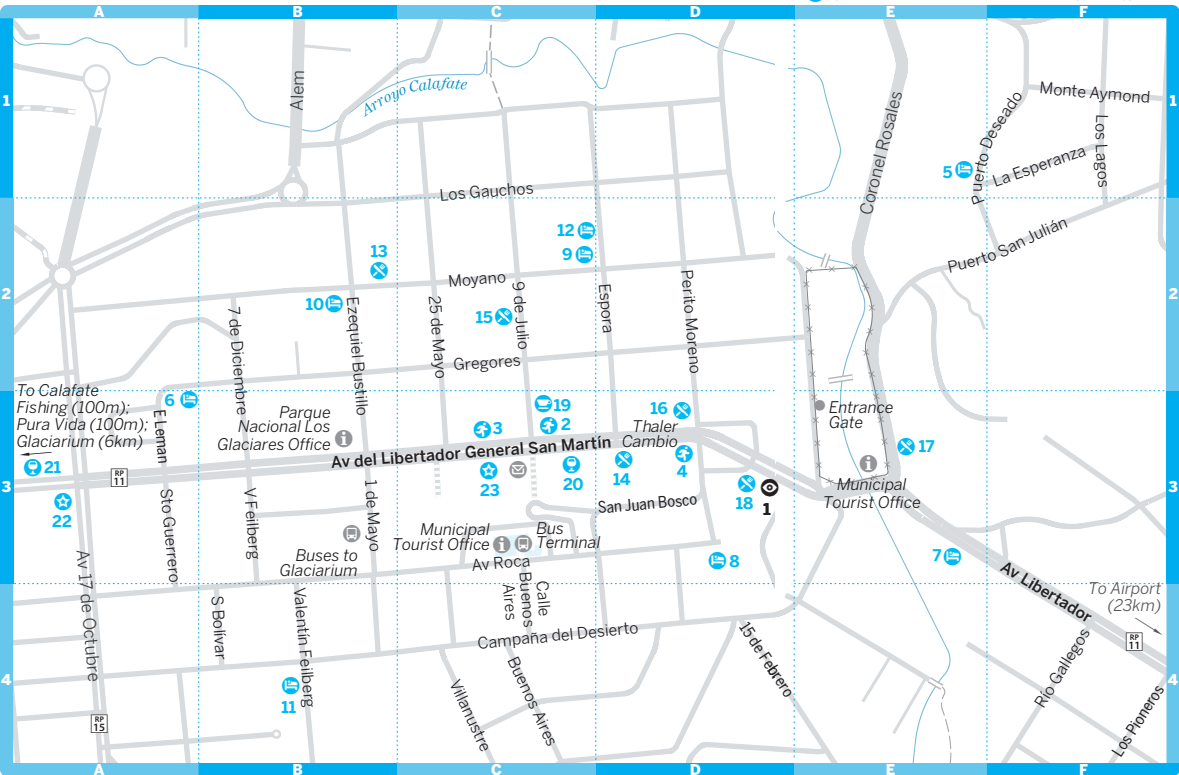 A B C D E F
1
Alem
Arroyo Calafate
Coronel Rosales
Puerto Deseado
Monte Aymond
Los Lagos
La Esperanza
5
1
Los Gauchos
12
9
13
Puerto San Julián
2
Moyano
10
15
7 de Diciembre
Ezequiel Bustillo
25 de Mayo
9 de Julio
Espora
Perito Moreno
2
Gregores
To Calafate
Fishing (100m);
Pura Vida (100m);
Glaciarium (6km)
6
E Leman
Parque
Nacional Los
Glaciares Office
19
2
3
16
Thaler
Cambio
Entrance
Gate
17
Av del Libertador General San Martín
21
RP
11
22
3
23
20
14
4
18
1
Municipal
Tourist Office
3
Sto Guerrero
V Feilberg
1 de Mayo
San Juan Bosco
Buses to
Glaciarium
Municipal
Tourist Office
Bus
Terminal
Av Roca
8
7
Av Libertador
To Airport
(23km)
RP
11
Av 17 de Octubre
S Bolívar
Valentín Feilberg
Calle
Buenos
Aires
Campaña del Desierto
15 de Febrero
4
11
Villamustre
Buenos Aires
Río Gallegos
Los Pioneros
4
RP
15
A B C D E F